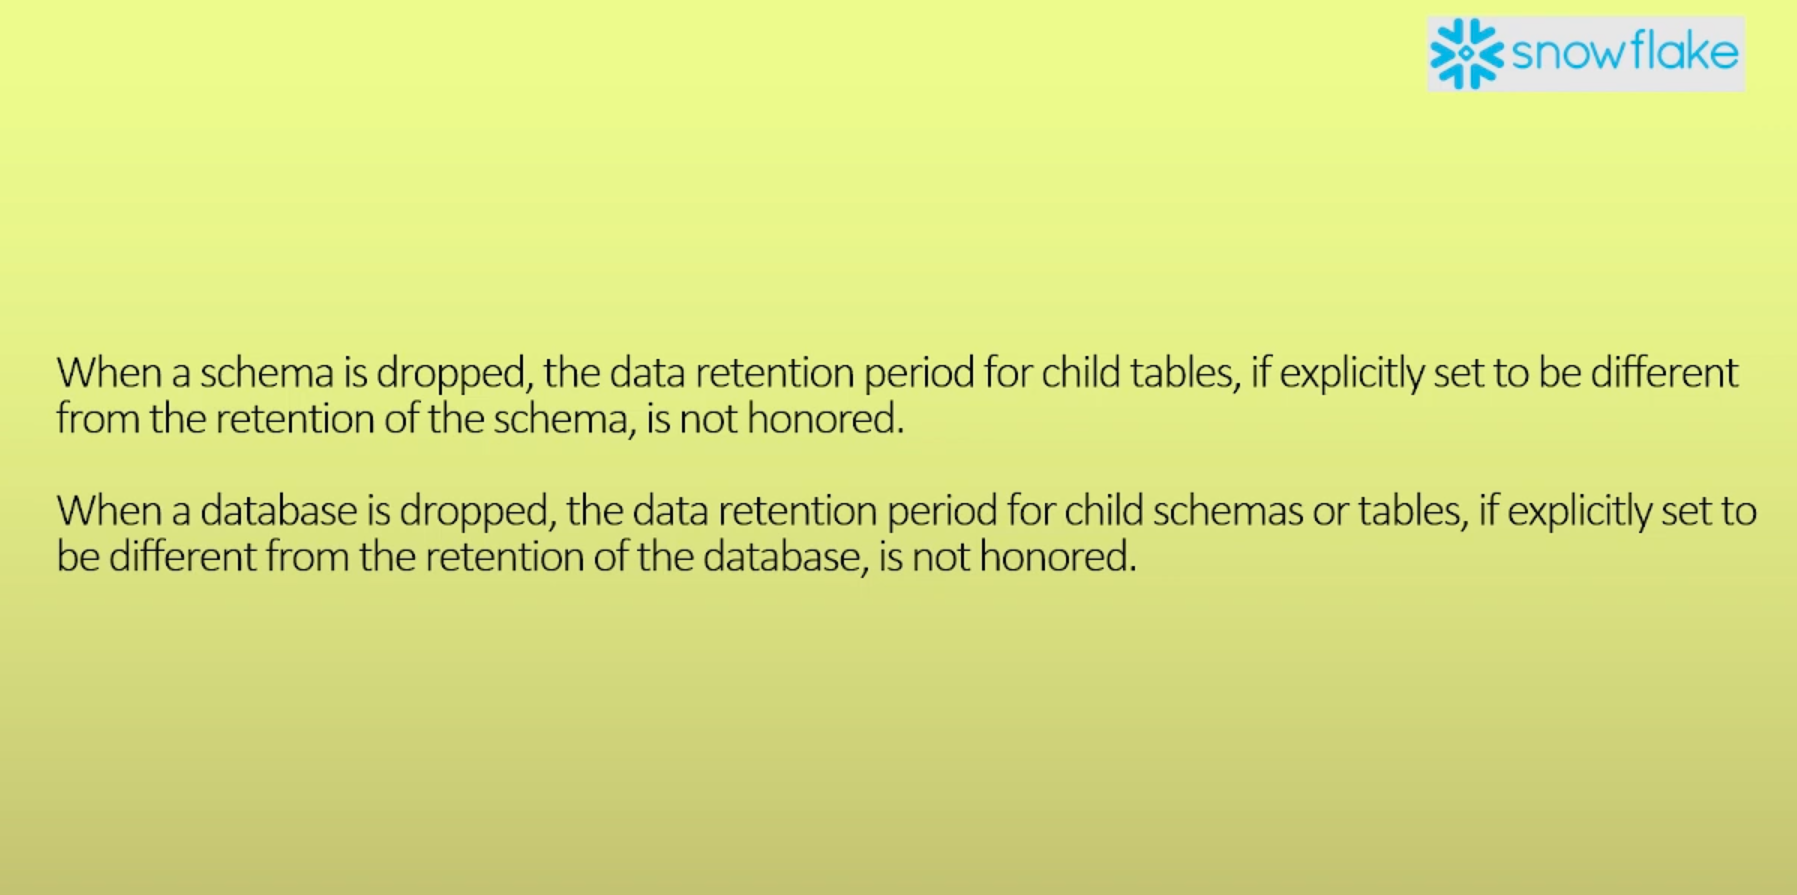 snowflake
When a schema is dropped, the data retention period for child tables, if explicitly set to be different
from the retention of the schema, is not honored.
When a database is dropped, the data retention period for child schemas or tables, if explicitly set to
be different from the retention of the database, is not honored.